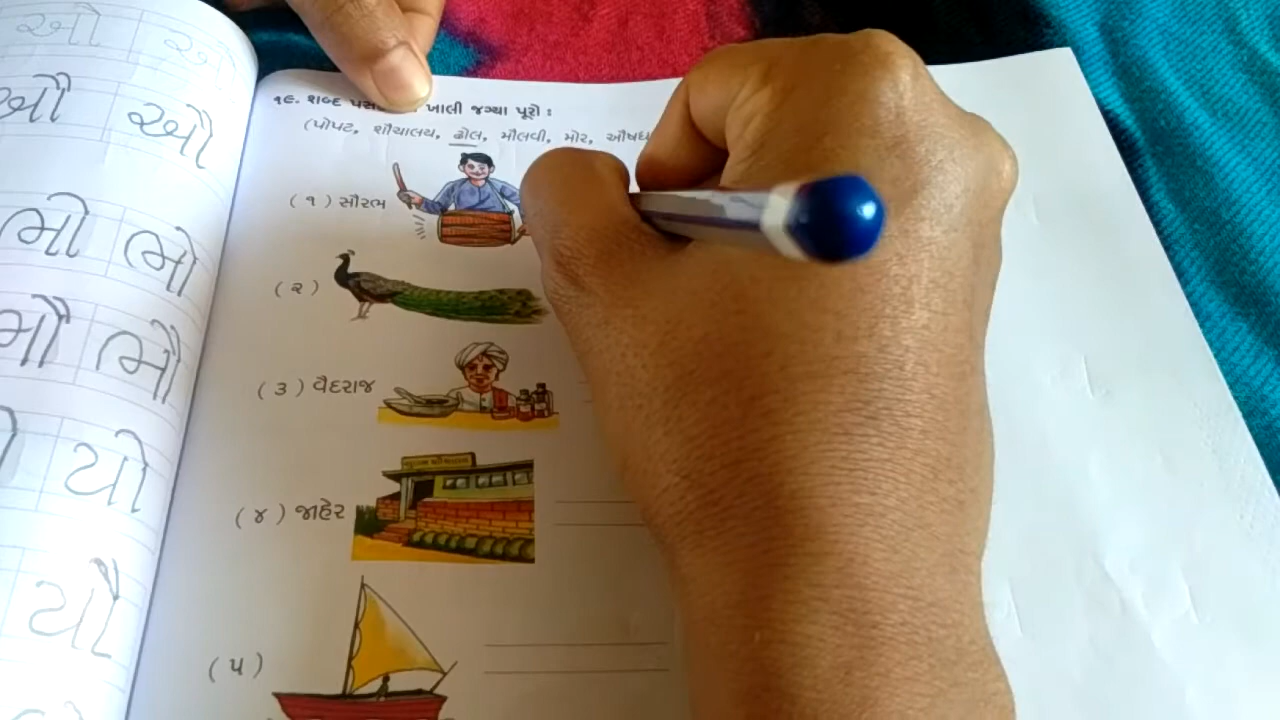 ઔ
ઔ ઔ
ભો ભો
ભૌ ભૌ
યો
યૌ
૧૯. શબ્દ ખાલી જગ્યા પૂરો :
(પોપટ, શૌચાલય, ઢોલ, મૌલવી, મોર, ઔષધ
(૧) સૌરભ
(૨)
(૩) વૈદરાજ
(૪) જાહેર
(૫)